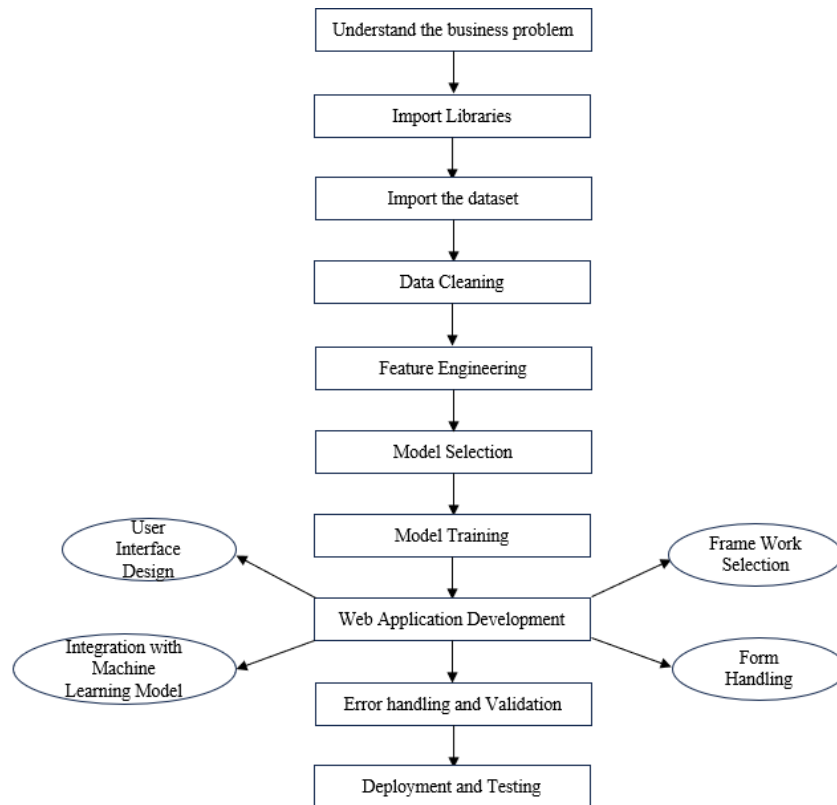 Understand the business problem
Import Libraries
Import the dataset
Data Cleaning
Feature Engineering
Model Selection
Model Training
User
Interface
Design
Frame Work
Selection
Web Application Development
Integration with
Machine
Learning Model
Form
Handling
Error handling and Validation
Deployment and Testing